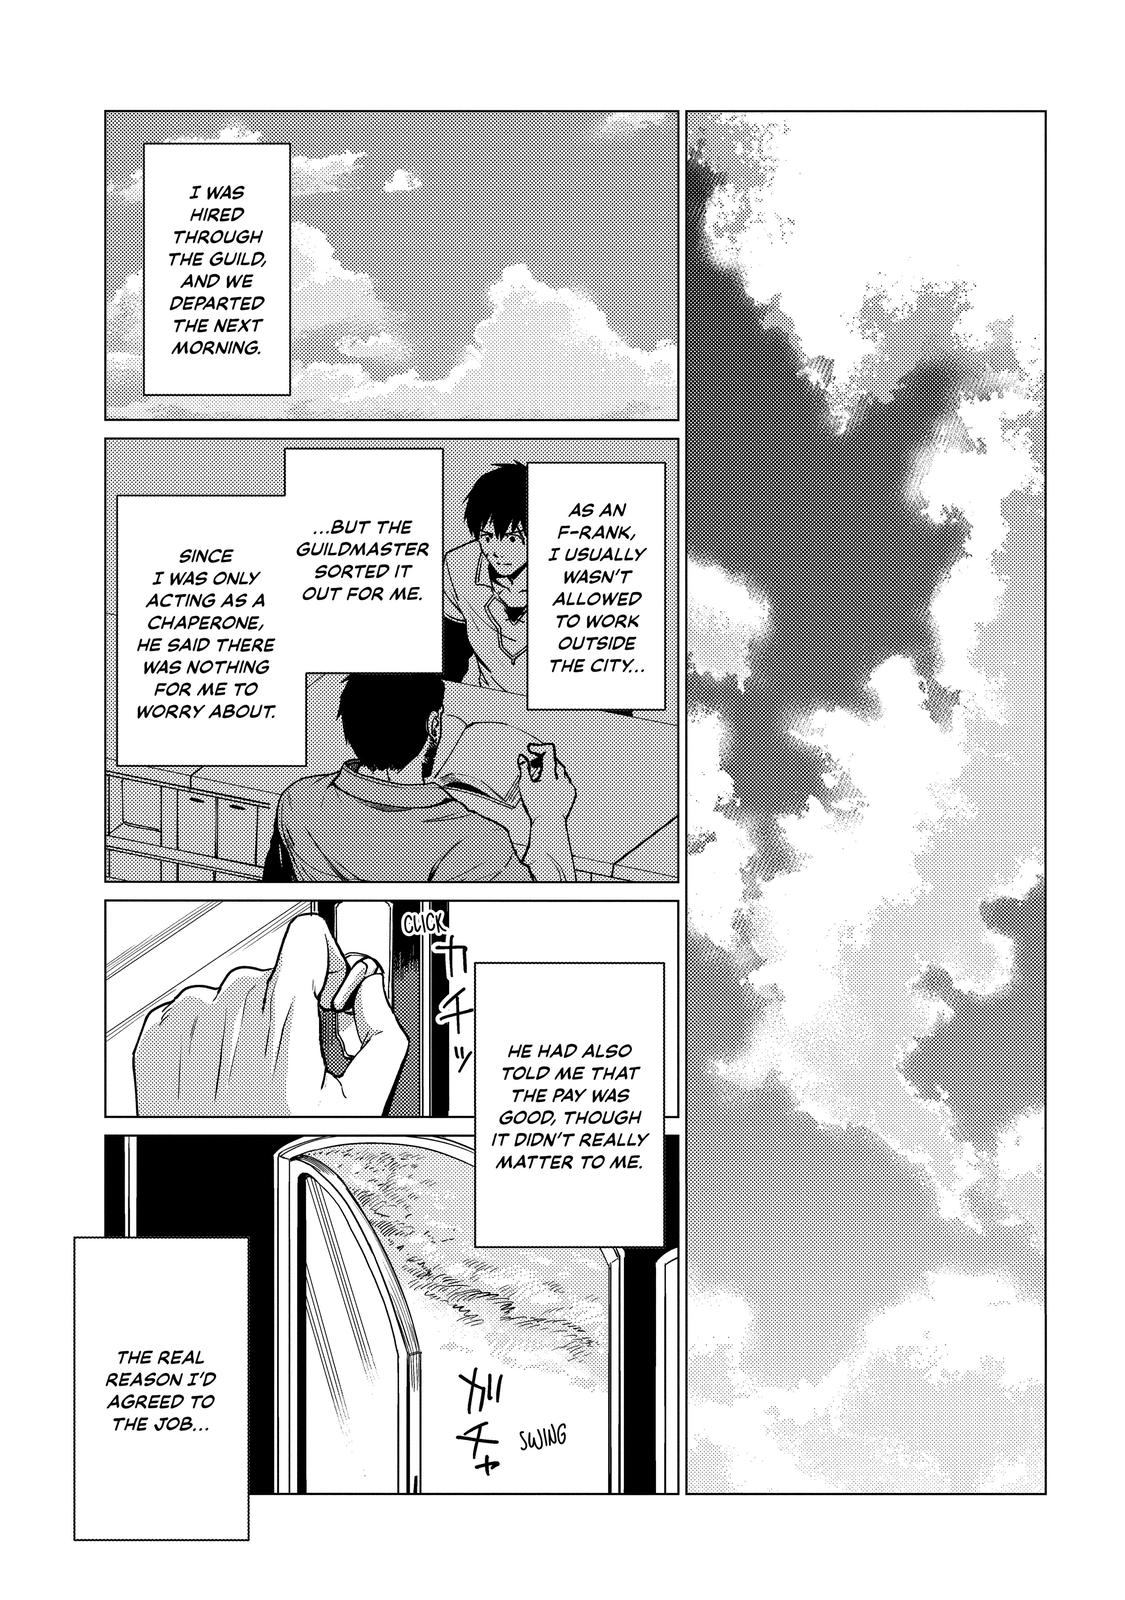 I WAS
HIRED
THROUGH
THE GUILD,
AND WE
DEPARTED
THE NEXT
MORNING.
AS AN
F-RANK,
I USUALLY
WASN'T
ALLOWED
TO WORK
OUTSIDE
THE CITY...
...BUT THE
GUILDMASTER
SORTED IT
OUT FOR ME.
SINCE
I WAS ONLY
ACTING AS A
CHAPERONE,
HE SAID THERE
WAS NOTHING
FOR ME TO
WORRY ABOUT.
CLICK
カチッ
HE HAD ALSO
TOLD ME THAT
THE PAY WAS
GOOD, THOUGH
IT DIDN'T REALLY
MATTER TO ME.
ガチャ
SWING
THE REAL
REASON I'D
AGREED TO
THE JOB...